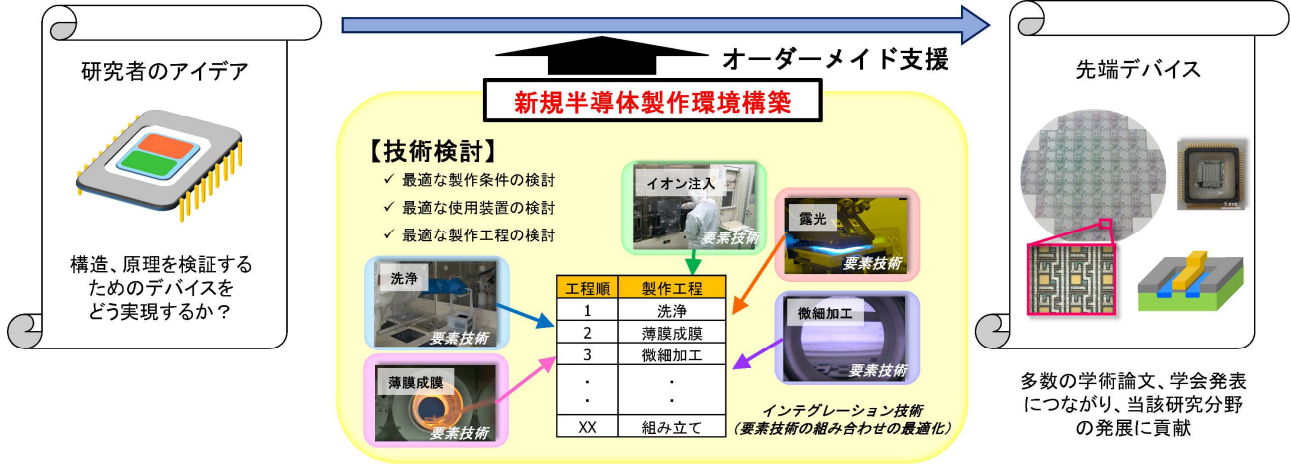 研究者のアイデア
構造、原理を検証する
ためのデバイスを
どう実現するか？
オーダーメイド支援
新規半導体製作環境構築
【技術検討】
✓ 最適な製作条件の検討
✓ 最適な使用装置の検討
✓ 最適な製作工程の検討
イオン注入
要素技術
露光
要素技術
洗浄
要素技術
微細加工
要素技術
薄膜成膜
要素技術
工程順 製作工程
1 洗浄
2 薄膜成膜
3 微細加工
・ ・
・ ・
XX 組み立て
インテグレーション技術
（要素技術の組み合わせの最適化）
先端デバイス
5 mm
多数の学術論文、学会発表
につながり、当該研究分野
の発展に貢献